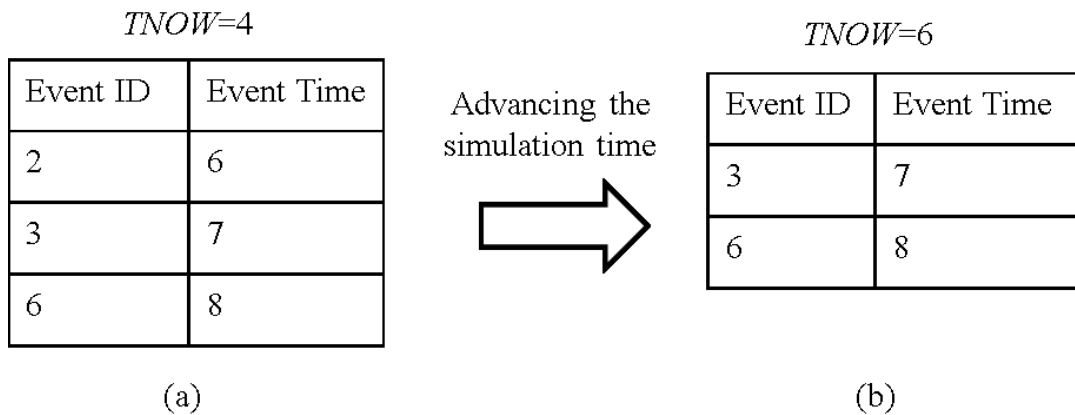 TNOW=4
Event ID Event Time
2 6
3 7
6 8
(a)
Advancing the
simulation time
TNOW=6
Event ID Event Time
3 7
6 8
(b)